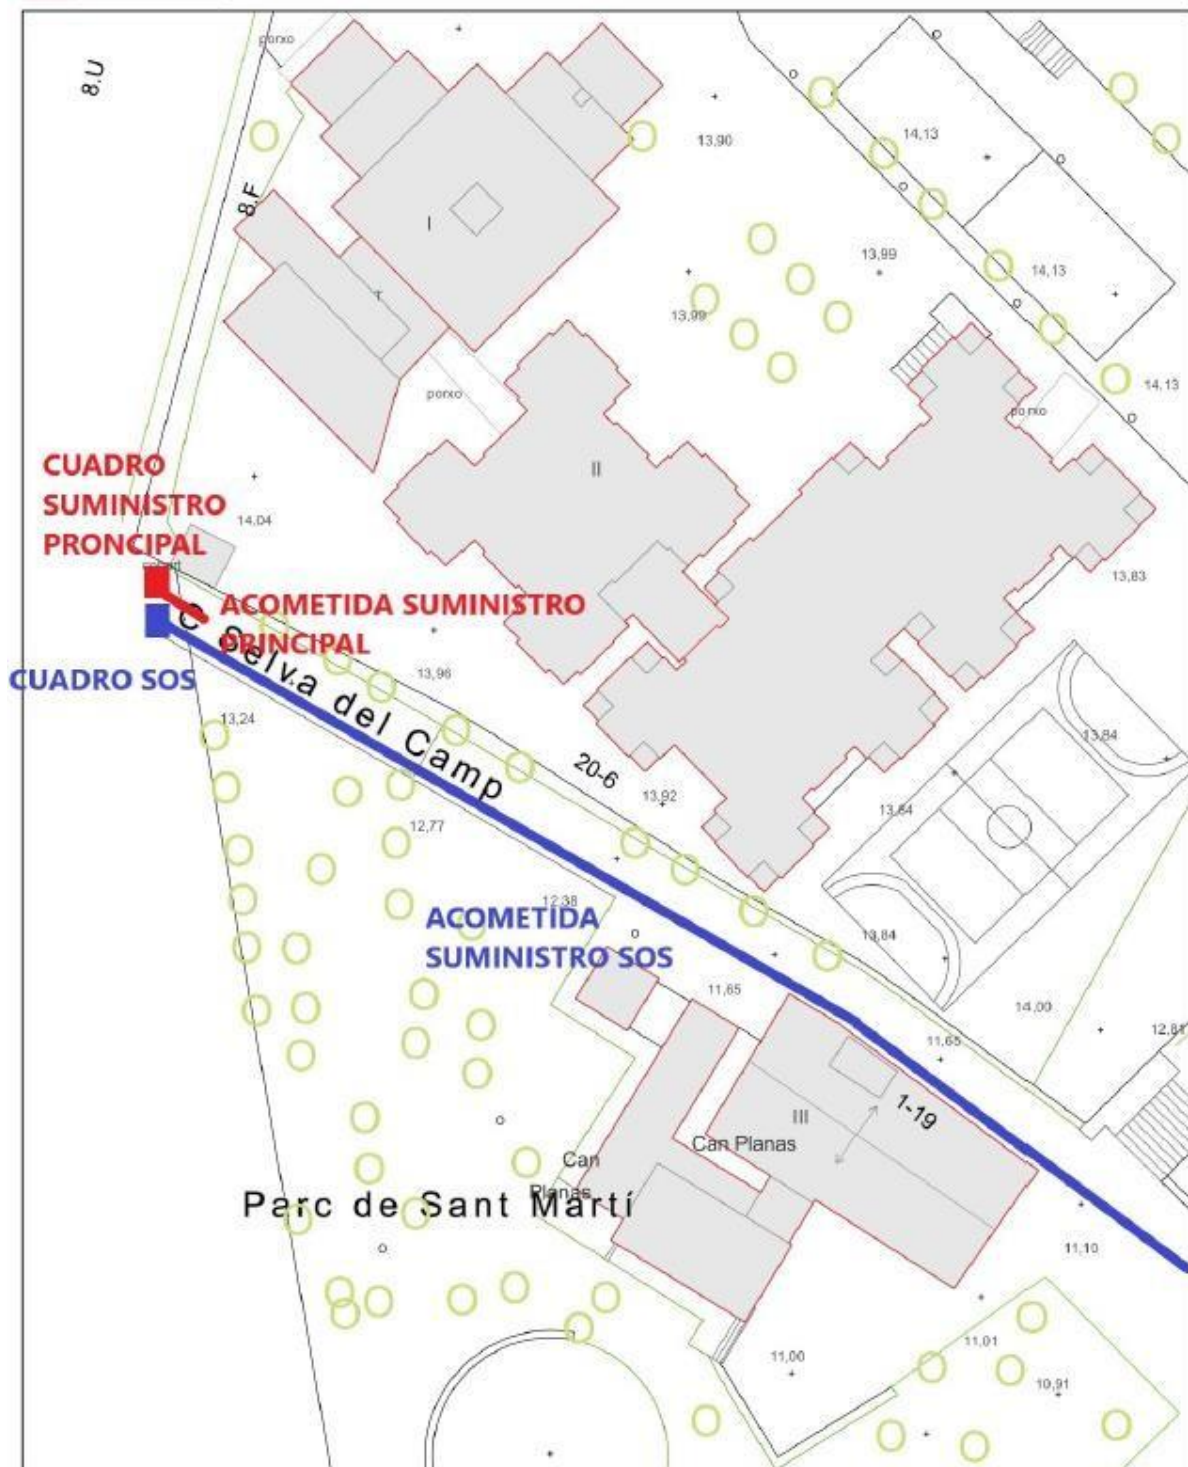 porxo
8.U
13,90
14,13
8.F
I
13,99
14,13
T
13,99
porxo
14,13
porxo
II
CUADRO
SUMINISTRO
PRONCIPAL
14,04
13,83
ACOMETIDA SUMINISTRO
PRINCIPAL
CUADRO SOS
C Selva del Camp
13,96
13,24
13,84
20-6
13,92
13,84
12,77
12,38
ACOMETIDA
SUMINISTRO SOS
13,84
11,65
14,00
12,81
11,65
1-19
III
Can Planas
Can
Planas
Parc de Sant Martí
11,10
11,01
11,00
10,91